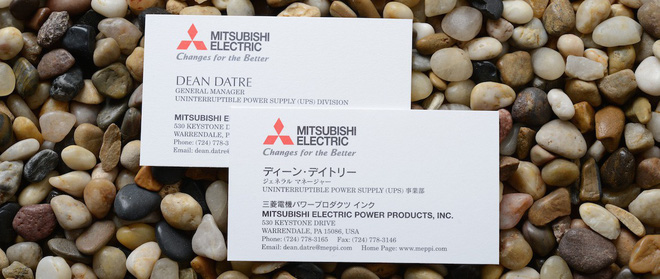 MITSUBISHI
ELECTRIC
Changes for the Better
DEAN DATRE
GENERAL MANAGER
UNINTERRUPTIBLE POWER SUPPLY (UPS) DIVISION
MITSUBISHI
530 KEYSTONE
WARRENDALE,
Phone: (724) 778-3
Email: dean.datre@
MITSUBISHI
ELECTRIC
Changes for the Better
ディーン・デイトリー
ジェネラル マネージャー
UNINTERRUPTIBLE POWER SUPPLY (UPS) 事業部
三菱電機パワープロダクツ インク
MITSUBISHI ELECTRIC POWER PRODUCTS, INC.
530 KEYSTONE DRIVE
WARRENDALE, PA 15086, USA
Phone: (724) 778-3165 Fax: (724) 778-3146
Email: dean.datre@meppi.com Home Page: www.meppi.com